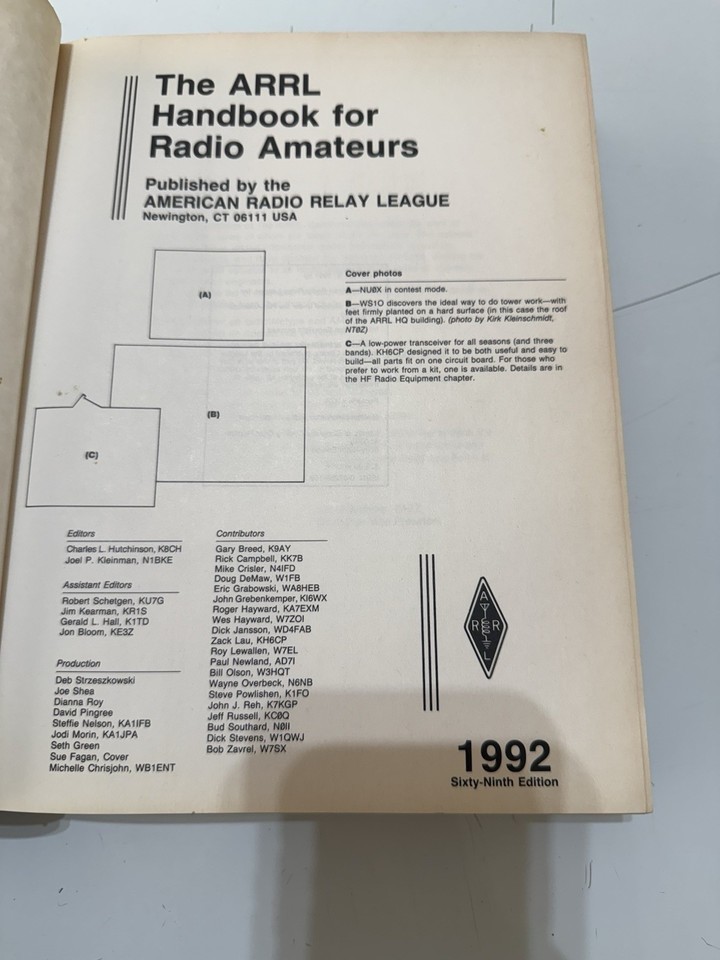 The ARRL
Handbook for
Radio Amateurs
Published by the
AMERICAN RADIO RELAY LEAGUE
Newington, CT 06111 USA
(A)
(B)
(C)
Cover photos
A—NUØX in contest mode.
B—WS1O discovers the ideal way to do tower work—with
feet firmly planted on a hard surface (in this case the roof
of the ARRL HQ building). (photo by Kirk Kleinschmidt,
NTØZ)
C—A low-power transceiver for all seasons (and three
bands). KH6CP designed it to be both useful and easy to
build—all parts fit on one circuit board. For those who
prefer to work from a kit, one is available. Details are in
the HF Radio Equipment chapter.
Editors
Charles L. Hutchinson, K8CH
Joel P. Kleinman, N1BKE
Assistant Editors
Robert Schetgen, KU7G
Jim Kearman, KR1S
Gerald L. Hall, K1TD
Jon Bloom, KE3Z
Production
Deb Strzeszkowski
Joe Shea
Dianna Roy
David Pingree
Steffie Nelson, KA1IFB
Jodi Morin, KA1JPA
Seth Green
Sue Fagan, Cover
Michelle Chrisjohn, WB1ENT
Contributors
Gary Breed, K9AY
Rick Campbell, KK7B
Mike Crisler, N4IFD
Doug DeMaw, W1FB
Eric Grabowski, WA8HEB
John Grebenkemper, KI6WX
Roger Hayward, KA7EXM
Wes Hayward, W7ZOI
Dick Jansson, WD4FAB
Zack Lau, KH6CP
Roy Lewallen, W7EL
Paul Newland, AD7I
Bill Olson, W3HQT
Wayne Overbeck, N6NB
Steve Powlishen, K1FO
John J. Reh, K7KGP
Jeff Russell, KCØQ
Bud Southard, NØII
Dick Stevens, W1QWJ
Bob Zavrel, W7SX
A
R R
L
1992
Sixty-Ninth Edition